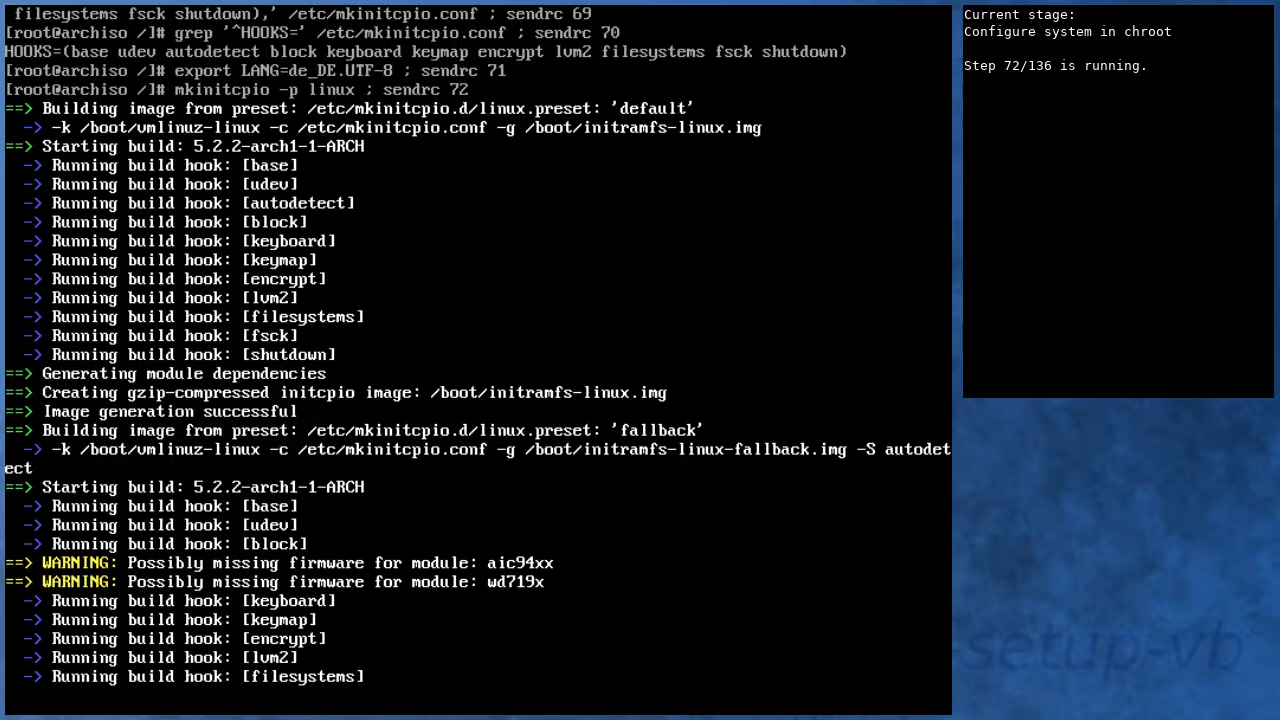 filesystems fsck shutdown),' /etc/mkinitcpio.conf ; sendrc 69
[root@archiso /]# grep '^HOOKS=' /etc/mkinitcpio.conf ; sendrc 70
HOOKS=(base udev autodetect block keyboard keymap encrypt lvm2 filesystems fsck shutdown)
[root@archiso /]# export LANG=de_DE.UTF-8 ; sendrc 71
[root@archiso /]# mkinitcpio -p linux ; sendrc 72
==> Building image from preset: /etc/mkinitcpio.d/linux.preset: 'default'
  -> -k /boot/vmlinuz-linux -c /etc/mkinitcpio.conf -g /boot/initramfs-linux.img
==> Starting build: 5.2.2-arch1-1-ARCH
  -> Running build hook: [base]
  -> Running build hook: [udev]
  -> Running build hook: [autodetect]
  -> Running build hook: [block]
  -> Running build hook: [keyboard]
  -> Running build hook: [keymap]
  -> Running build hook: [encrypt]
  -> Running build hook: [lvm2]
  -> Running build hook: [filesystems]
  -> Running build hook: [fsck]
  -> Running build hook: [shutdown]
==> Generating module dependencies
==> Creating gzip-compressed initcpio image: /boot/initramfs-linux.img
==> Image generation successful
==> Building image from preset: /etc/mkinitcpio.d/linux.preset: 'fallback'
  -> -k /boot/vmlinuz-linux -c /etc/mkinitcpio.conf -g /boot/initramfs-linux-fallback.img -S autodet
ect
==> Starting build: 5.2.2-arch1-1-ARCH
  -> Running build hook: [base]
  -> Running build hook: [udev]
  -> Running build hook: [block]
==> WARNING: Possibly missing firmware for module: aic94xx
==> WARNING: Possibly missing firmware for module: wd719x
  -> Running build hook: [keyboard]
  -> Running build hook: [keymap]
  -> Running build hook: [encrypt]
  -> Running build hook: [lvm2]
  -> Running build hook: [filesystems]
Current stage:
Configure system in chroot
Step 72/136 is running.
setup-vb